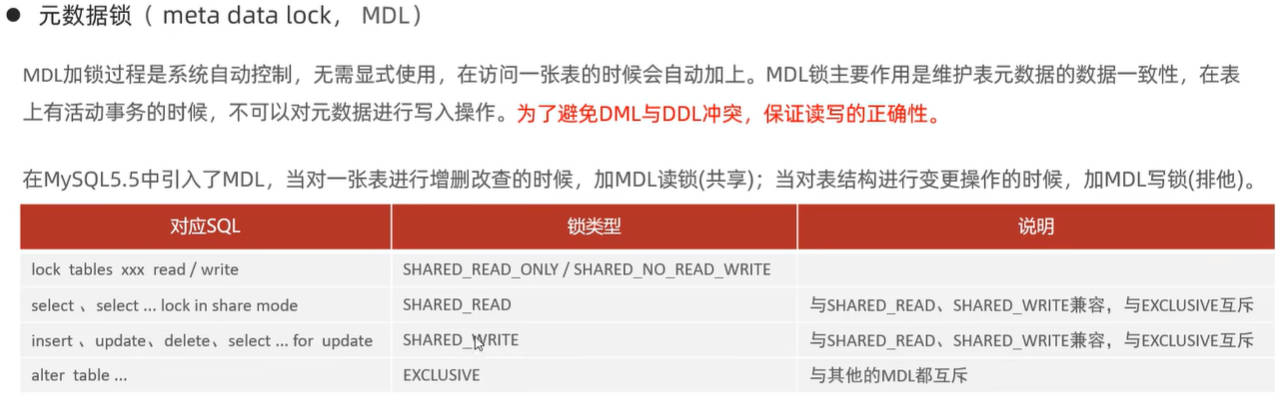 ● 元数据锁（ meta data lock， MDL）
MDL加锁过程是系统自动控制，无需显式使用，在访问一张表的时候会自动加上。MDL锁主要作用是维护表元数据的数据一致性，在表
上有活动事务的时候，不可以对元数据进行写入操作。为了避免DML与DDL冲突，保证读写的正确性。
在MySQL5.5中引入了MDL，当对一张表进行增删改查的时候，加MDL读锁(共享)；当对表结构进行变更操作的时候，加MDL写锁(排他)。
对应SQL 锁类型 说明
lock tables xxx read / write SHARED_READ_ONLY / SHARED_NO_READ_WRITE
select 、select ... lock in share mode SHARED_READ 与SHARED_READ、SHARED_WRITE兼容，与EXCLUSIVE互斥
insert 、update、delete、select ... for update SHARED_WRITE 与SHARED_READ、SHARED_WRITE兼容，与EXCLUSIVE互斥
alter table ... EXCLUSIVE 与其他的MDL都互斥